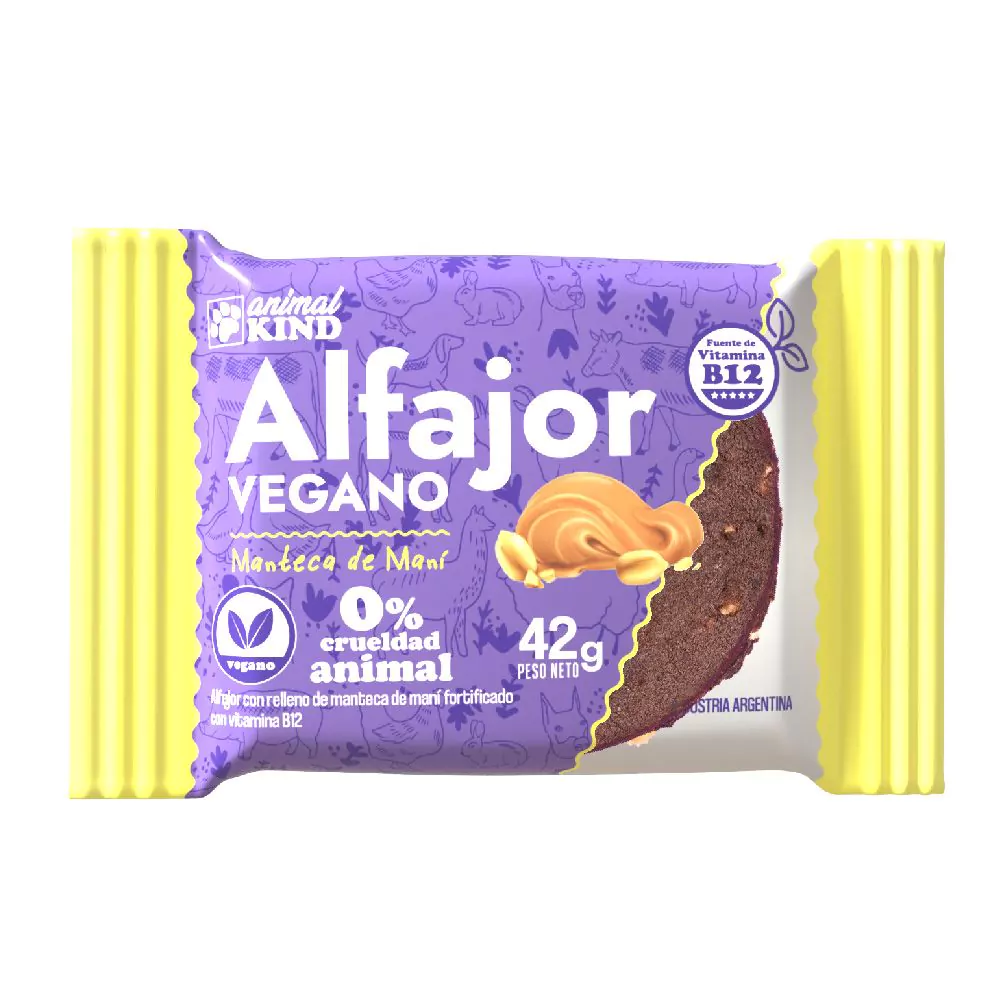 animal
KIND
Alfajor
VEGANO
Manteca de Maní
Fuente de
Vitamina
B12
vegano
0%
crueldad
animal
42g
PESO NETO
Alfajor con relleno de manteca de maní fortificado
con vitamina B12
ARGENTINA